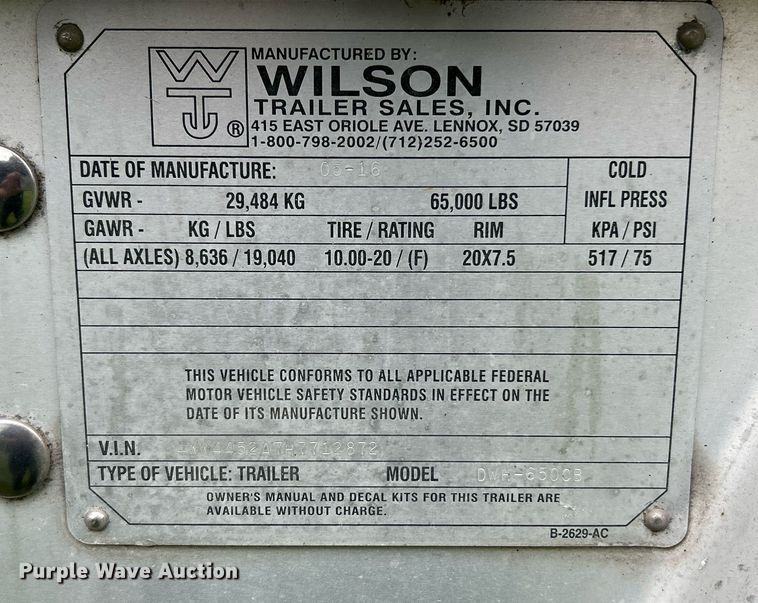 WTU ®
MANUFACTURED BY:
WILSON
TRAILER SALES, INC.
415 EAST ORIOLE AVE. LENNOX, SD 57039
1-800-798-2002/(712)252-6500
DATE OF MANUFACTURE: 05-16 COLD
GVWR - 29,484 KG 65,000 LBS INFL PRESS
GAWR - KG / LBS TIRE / RATING RIM KPA / PSI
(ALL AXLES) 8,636 / 19,040 10.00-20 / (F) 20X7.5 517 / 75
THIS VEHICLE CONFORMS TO ALL APPLICABLE FEDERAL
MOTOR VEHICLE SAFETY STANDARDS IN EFFECT ON THE
DATE OF ITS MANUFACTURE SHOWN.
V.I.N.
TYPE OF VEHICLE: TRAILER MODEL DWH-650CB
OWNER'S MANUAL AND DECAL KITS FOR THIS TRAILER ARE
AVAILABLE WITHOUT CHARGE.
B-2629-AC
Purple Wave Auction